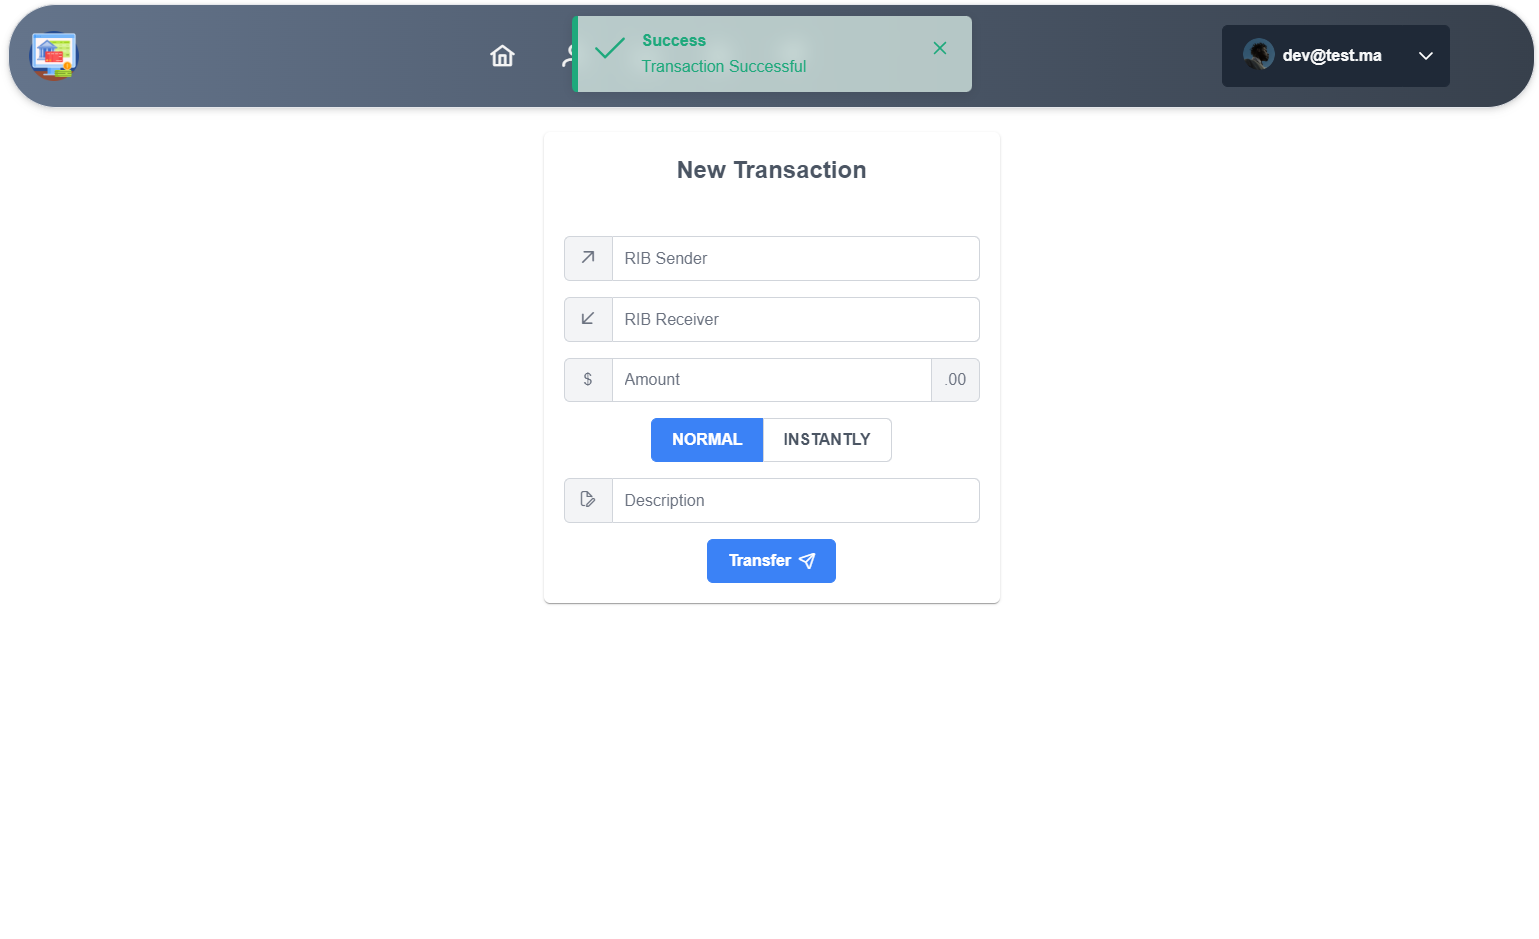 Success
Transaction Successful
dev@test.ma
New Transaction
RIB Sender
RIB Receiver
$ Amount .00
NORMAL INSTANTLY
Description
Transfer